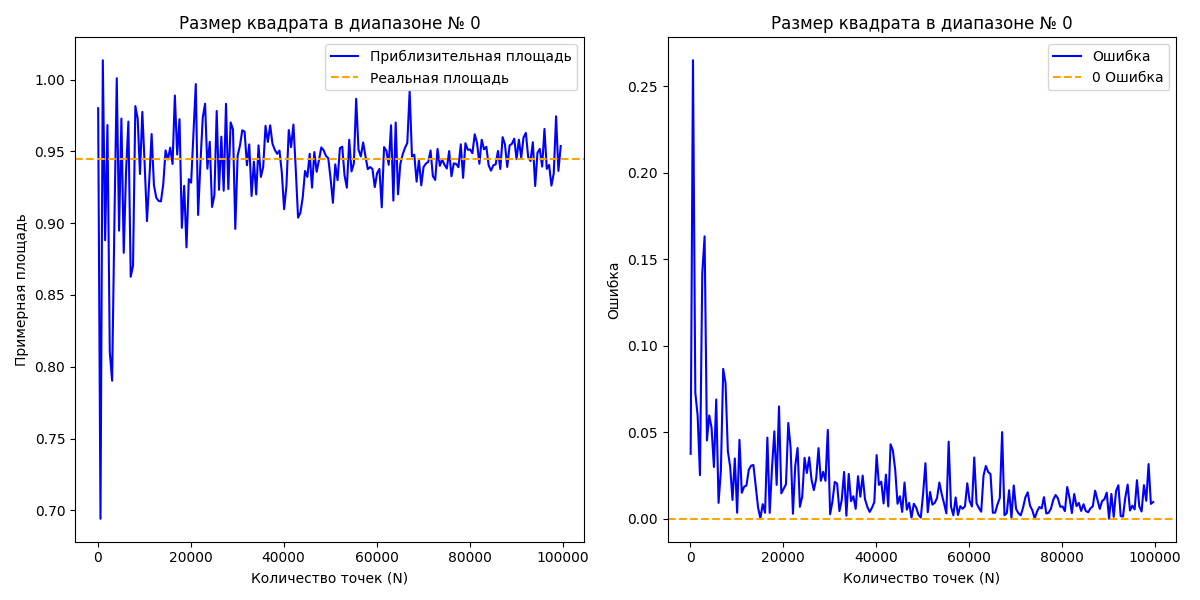 Размер квадрата в диапазоне № 0
Приблизительная площадь
Реальная площадь
1.00
0.95
0.90
0.85
0.80
0.75
0.70
Примерная площадь
0
20000
40000
60000
80000
100000
Количество точек (N)
Размер квадрата в диапазоне № 0
Ошибка
0 Ошибка
0.25
0.20
0.15
0.10
0.05
0.00
Ошибка
0
20000
40000
60000
80000
100000
Количество точек (N)